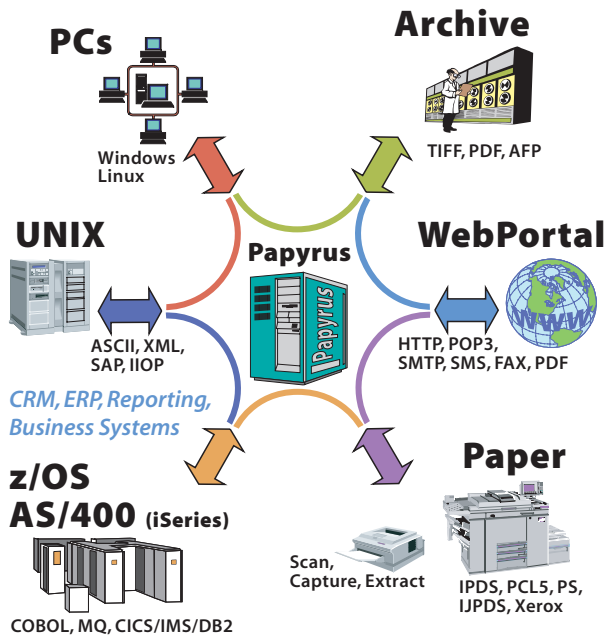 PCs
Archive
Windows
Linux
TIFF, PDF, AFP
UNIX
Papyrus
WebPortal
Papyrus
WWW
ASCII, XML,
SAP, IIOP
HTTP, POP3,
SMTP, SMS, FAX, PDF
CRM, ERP, Reporting,
Business Systems
z/OS
AS/400 (iSeries)
Paper
Scan,
Capture, Extract
IPDS, PCL5, PS,
IJPDS, Xerox
COBOL, MQ, CICS/IMS/DB2